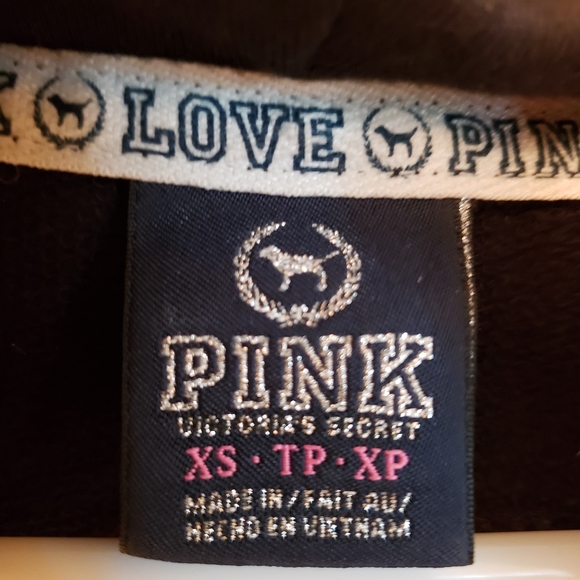 K LOVE PIN
PINK
VICTORIA'S SECRET
XS · TP · XP
MADE IN/FAIT AU/
HECHO EN VIETNAM